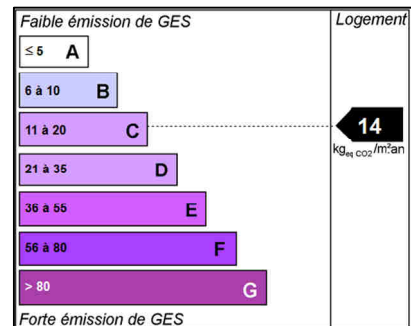 Faible émission de GES
Logement
≤ 5 A
6 à 10 B
11 à 20 C
14
kgeq CO2/m².an
21 à 35 D
36 à 55 E
56 à 80 F
> 80 G
Forte émission de GES